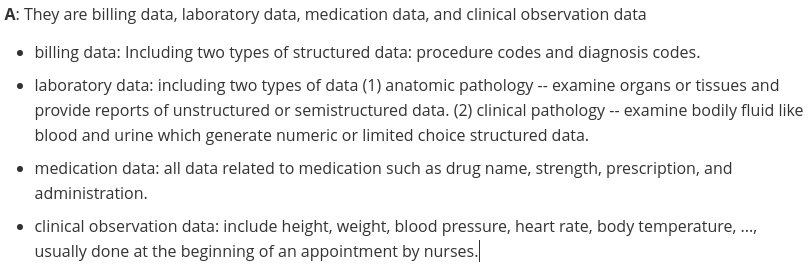 A: They are billing data, laboratory data, medication data, and clinical observation data
• billing data: Including two types of structured data: procedure codes and diagnosis codes.
• laboratory data: including two types of data (1) anatomic pathology -- examine organs or tissues and
provide reports of unstructured or semistructured data. (2) clinical pathology -- examine bodily fluid like
blood and urine which generate numeric or limited choice structured data.
• medication data: all data related to medication such as drug name, strength, prescription, and
administration.
• clinical observation data: include height, weight, blood pressure, heart rate, body temperature, ...,
usually done at the beginning of an appointment by nurses.